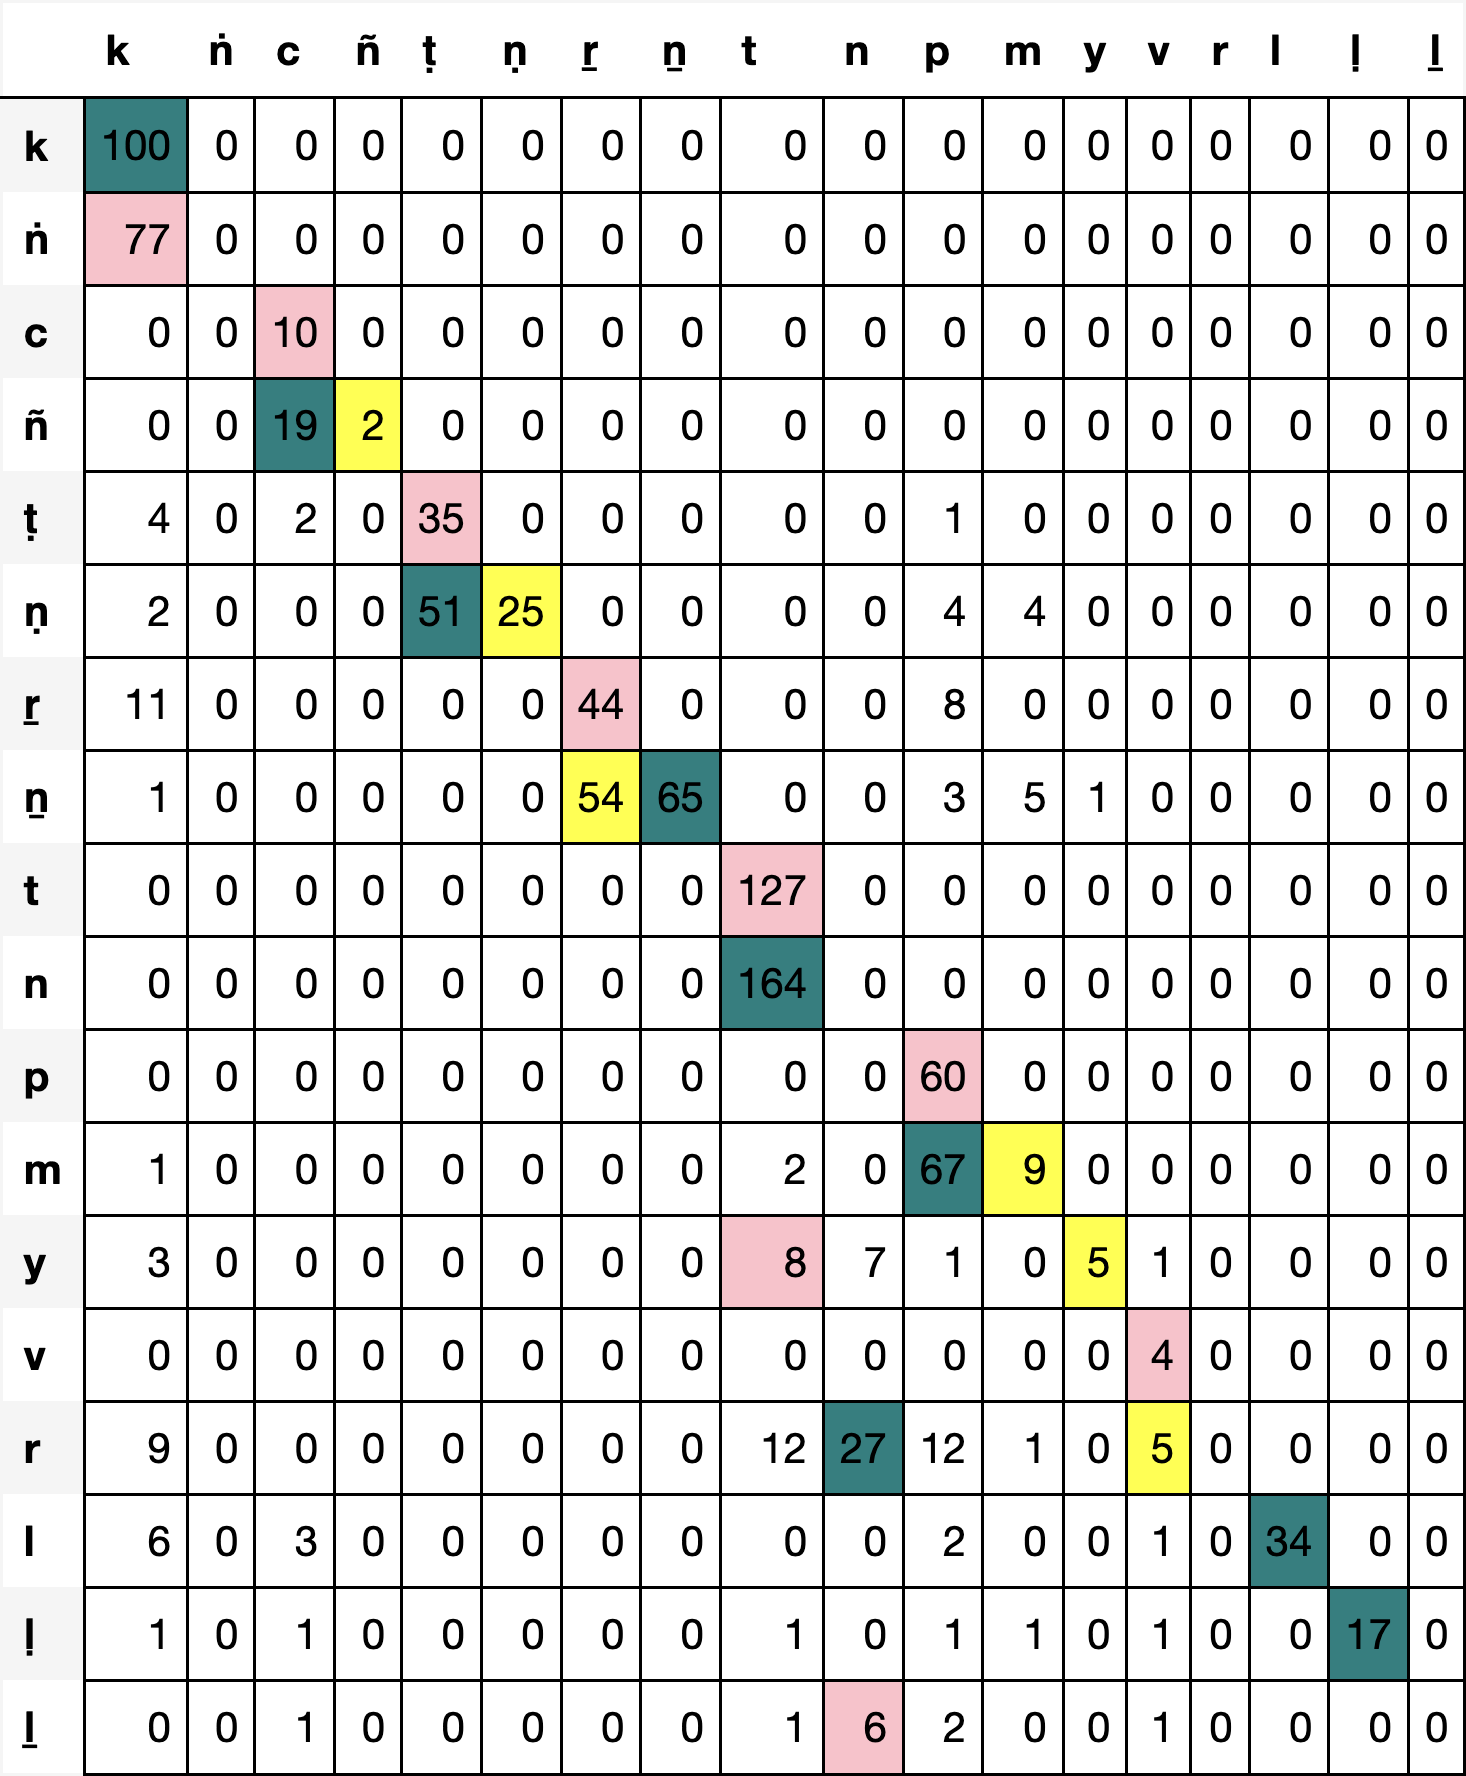 k ṅ c ñ ṭ ṇ ṟ ṉ t n p m y v r l ḷ ḻ
k 100 0 0 0 0 0 0 0 0 0 0 0 0 0 0 0 0 0
ṅ 77 0 0 0 0 0 0 0 0 0 0 0 0 0 0 0 0 0
c 0 0 10 0 0 0 0 0 0 0 0 0 0 0 0 0 0 0
ñ 0 0 19 2 0 0 0 0 0 0 0 0 0 0 0 0 0 0
ṭ 4 0 2 0 35 0 0 0 0 0 1 0 0 0 0 0 0 0
ṇ 2 0 0 0 51 25 0 0 0 0 4 4 0 0 0 0 0 0
ṟ 11 0 0 0 0 0 44 0 0 0 8 0 0 0 0 0 0 0
ṉ 1 0 0 0 0 0 54 65 0 0 3 5 1 0 0 0 0 0
t 0 0 0 0 0 0 0 0 127 0 0 0 0 0 0 0 0 0
n 0 0 0 0 0 0 0 0 164 0 0 0 0 0 0 0 0 0
p 0 0 0 0 0 0 0 0 0 0 60 0 0 0 0 0 0 0
m 1 0 0 0 0 0 0 0 2 0 67 9 0 0 0 0 0 0
y 3 0 0 0 0 0 0 0 8 7 1 0 5 1 0 0 0 0
v 0 0 0 0 0 0 0 0 0 0 0 0 0 4 0 0 0 0
r 9 0 0 0 0 0 0 0 12 27 12 1 0 5 0 0 0 0
l 6 0 3 0 0 0 0 0 0 0 2 0 0 1 0 34 0 0
ḷ 1 0 1 0 0 0 0 0 1 0 1 1 0 1 0 0 17 0
ḻ 0 0 1 0 0 0 0 0 1 6 2 0 0 1 0 0 0 0